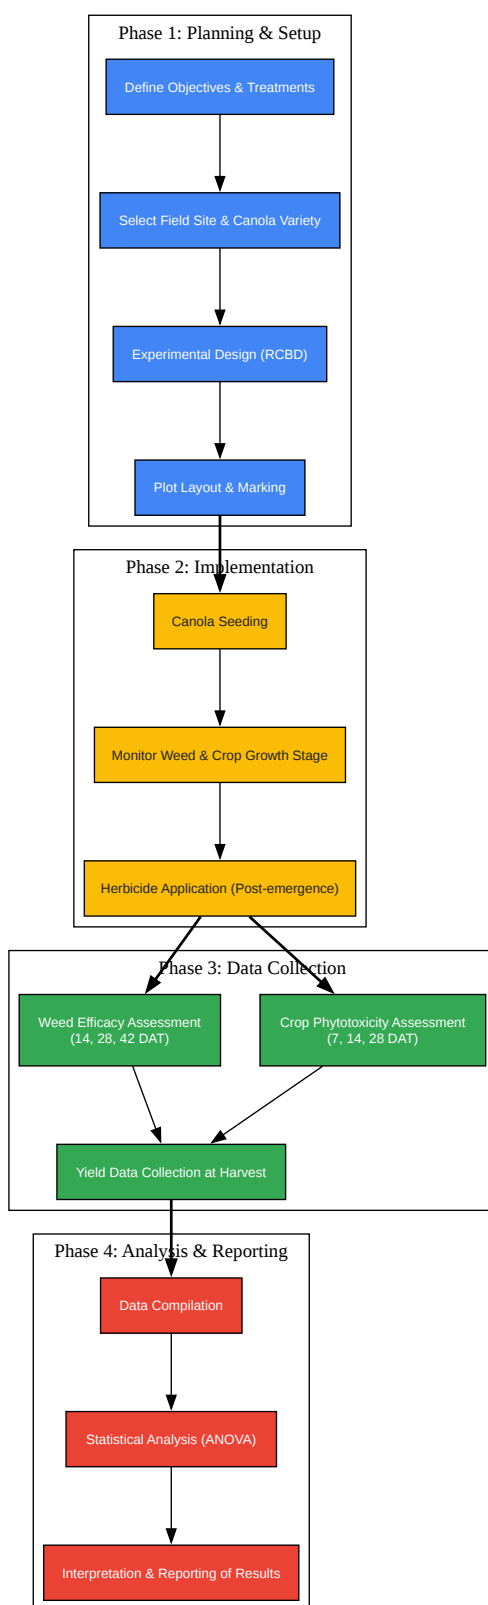 Phase 1: Planning & Setup
Define Objectives & Treatments
Select Field Site & Canola Variety
Experimental Design (RCBD)
Plot Layout & Marking
Phase 2: Implementation
Canola Seeding
Monitor Weed & Crop Growth Stage
Herbicide Application (Post-emergence)
Phase 3: Data Collection
Weed Efficacy Assessment
(14, 28, 42 DAT)
Crop Phytotoxicity Assessment
(7, 14, 28 DAT)
Yield Data Collection at Harvest
Phase 4: Analysis & Reporting
Data Compilation
Statistical Analysis (ANOVA)
Interpretation & Reporting of Results